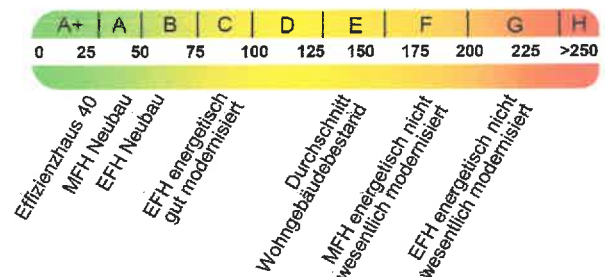 A+ | A | B | C | D | E | F | G | H
0 25 50 75 100 125 150 175 200 225 >250
Effizienzhaus 40
MFH Neubau
EFH Neubau
EFH energetisch
gut modernisiert
Durchschnitt
Wohngebäudebestand
MFH energetisch nicht
wesentlich modernisiert
EFH energetisch nicht
wesentlich modernisiert